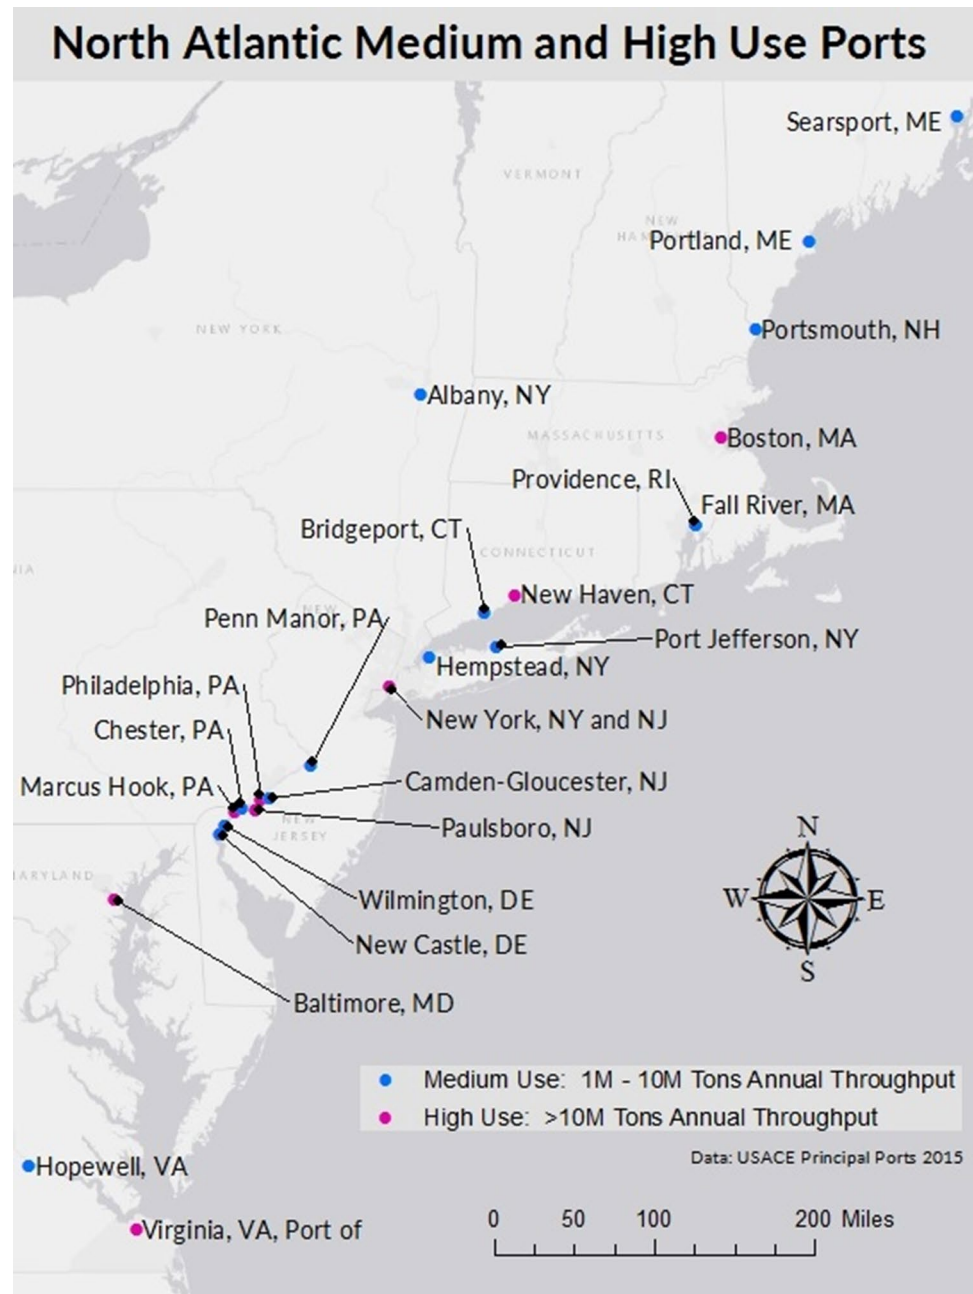 North Atlantic Medium and High Use Ports
Searsport, ME
VERMONT
NEW
Portland, ME
NEW YORK
Portsmouth, NH
Albany, NY
MASSACHUSETTS
Boston, MA
Providence, RI
Fall River, MA
Bridgeport, CT
CONNECTICUT
NIA
New Haven, CT
Penn Manor, PA
Port Jefferson, NY
Hempstead, NY
Philadelphia, PA
New York, NY and NJ
Chester, PA
Marcus Hook, PA
Camden-Gloucester, NJ
Paulsboro, NJ
NEW
JERSEY
N
W
E
S
ARYLAND
Wilmington, DE
New Castle, DE
Baltimore, MD
Medium Use: 1M - 10M Tons Annual Throughput
High Use: >10M Tons Annual Throughput
Data: USACE Principal Ports 2015
Hopewell, VA
Virginia, VA, Port of
0 50 100 200 Miles